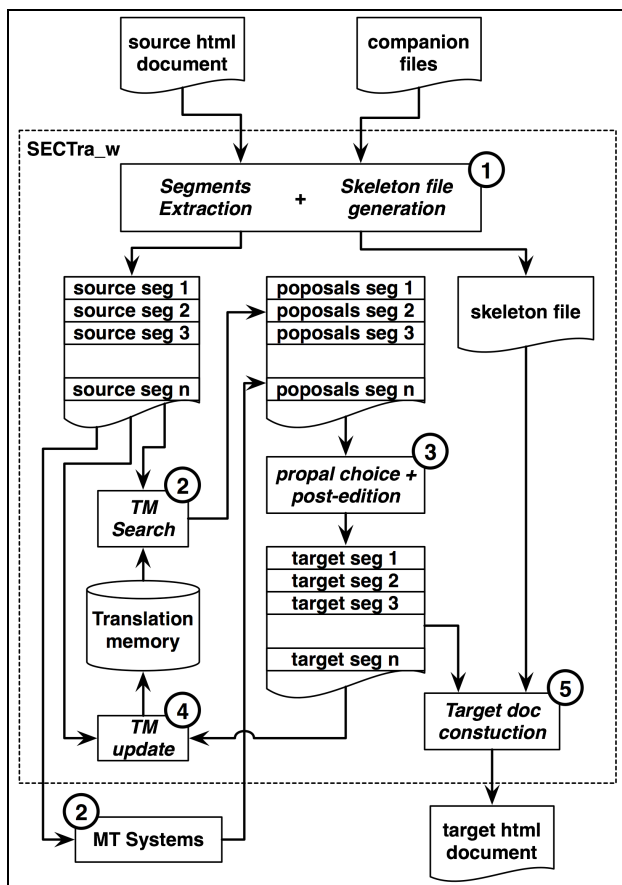 source html
document
companion
files
SECTra_w
1
Segments
Extraction
+
Skeleton file
generation
source seg 1
source seg 2
source seg 3
source seg n
poposals seg 1
poposals seg 2
poposals seg 3
poposals seg n
skeleton file
2
TM
Search
3
propal choice +
post-edition
Translation
memory
target seg 1
target seg 2
target seg 3
target seg n
4
TM
update
5
Target doc
constuction
2
MT Systems
target html
document